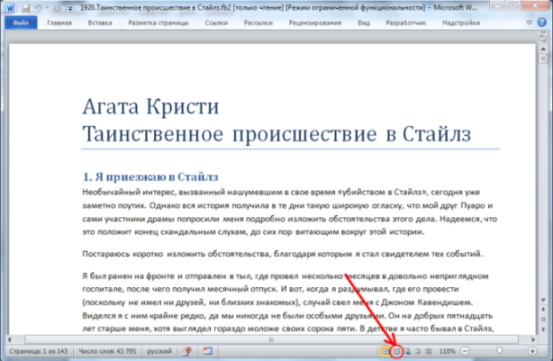 1920.Таинственное происшествие в Стайлз.fb2 [только чтение] [Режим ограниченной функциональности] - Microsoft W...
Файл Главная Вставка Разметка страницы Ссылки Рассылки Рецензирование Вид Разработчик Надстройки
Агата Кристи
Таинственное происшествие в Стайлз
1. Я приезжаю в Стайлз
Необычайный интерес, вызванный нашумевшим в свое время «убийством в Стайлз», сегодня уже
заметно поутих. Однако вся история получила в те дни такую широкую огласку, что мой друг Пуаро и
сами участники драмы попросили меня подробно изложить обстоятельства этого дела. Надеемся, что
это положит конец скандальным слухам, до сих пор витающим вокруг этой истории.
Постараюсь коротко изложить обстоятельства, благодаря которым я стал свидетелем тех событий.
Я был ранен на фронте и отправлен в тыл, где провел несколько месяцев в довольно неприглядном
госпитале, после чего получил месячный отпуск. И вот, когда я раздумывал, где его провести
(поскольку не имел ни друзей, ни близких знакомых), случай свел меня с Джоном Кавендишем.
Виделся я с ним крайне редко, да мы никогда не были особыми друзьями. Он на добрых пятнадцать
лет старше меня, хотя выглядел гораздо моложе своих сорока пяти. В детстве я часто бывал в Стайлз,
Страница: 1 из 143 Число слов: 43 795 русский 110%